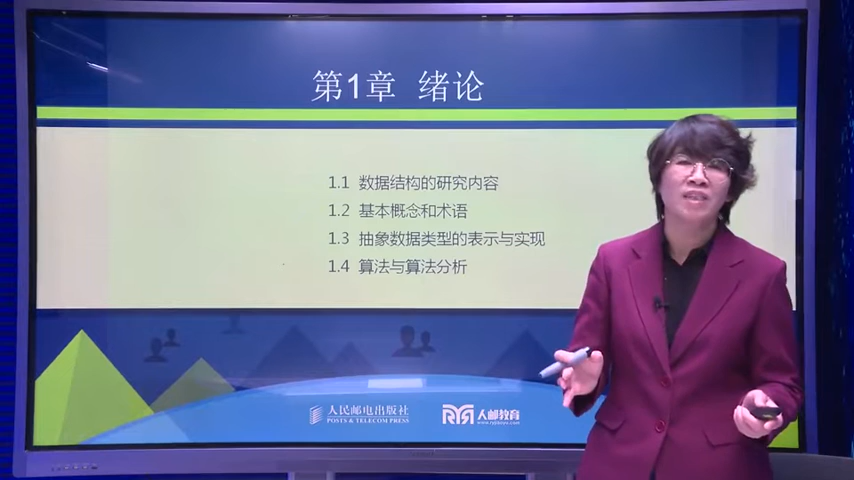 第1章 绪论
1.1 数据结构的研究内容
1.2 基本概念和术语
1.3 抽象数据类型的表示与实现
1.4 算法与算法分析
人民邮电出版社
POSTS & TELECOM PRESS
人邮教育